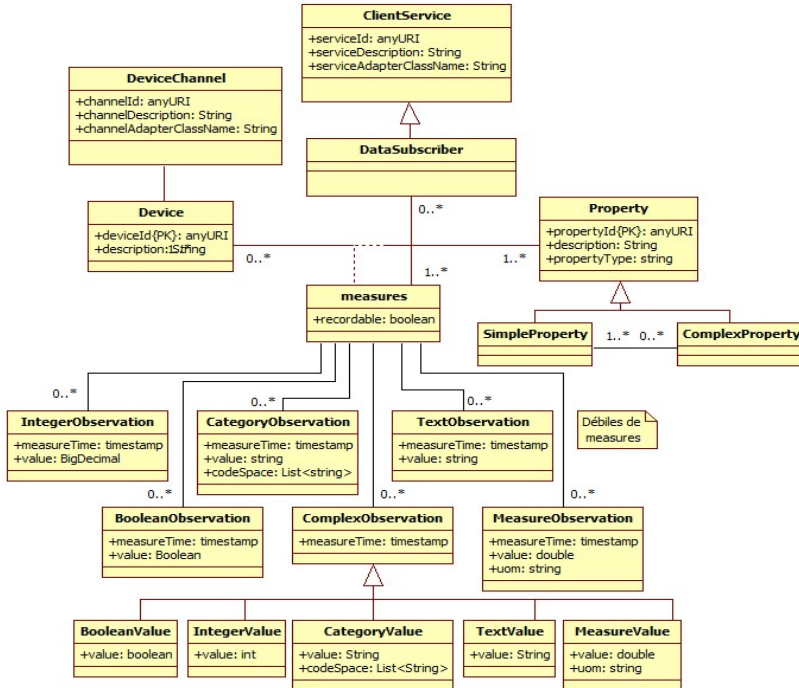 ClientService
+serviceId: anyURI
+serviceDescription: String
+serviceAdapterClassName: String
DeviceChannel
+channelId: anyURI
+channelDescription: String
+channelAdapterClassName: String
DataSubscriber
0..*
Device
+deviceId{PK}: anyURI
+description: String
0..*
Property
+propertyId{PK}: anyURI
+description: String
+propertyType: string
1..*
1..*
measures
+recordable: boolean
SimpleProperty
1..*
0..*
ComplexProperty
0..*
0..*
0..*
IntegerObservation
+measureTime: timestamp
+value: BigDecimal
CategoryObservation
+measureTime: timestamp
+value: string
+codeSpace: List<string>
TextObservation
+measureTime: timestamp
+value: string
Débiles de
measures
0..*
0..*
0..*
BooleanObservation
+measureTime: timestamp
+value: Boolean
ComplexObservation
+measureTime: timestamp
MeasureObservation
+measureTime: timestamp
+value: double
+uom: string
BooleanValue
+value: boolean
IntegerValue
+value: int
CategoryValue
+value: String
+codeSpace: List<String>
TextValue
+value: String
MeasureValue
+value: double
+uom: string